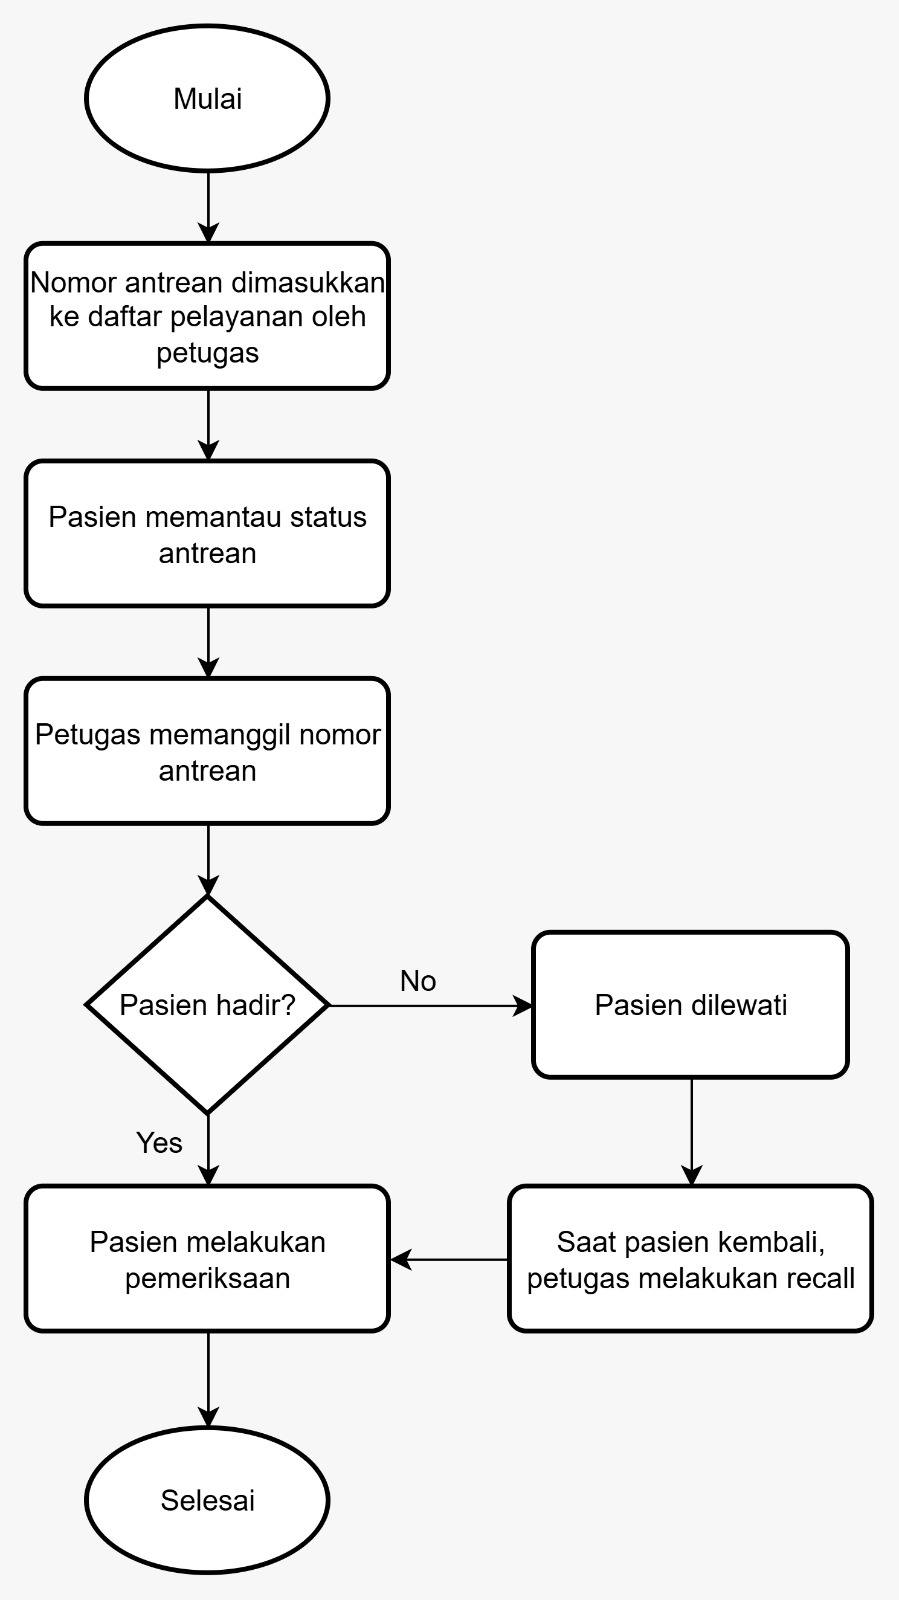 Mulai
Nomor antrean dimasukkan
ke daftar pelayanan oleh
petugas
Pasien memantau status
antrean
Petugas memanggil nomor
antrean
Pasien hadir?
No
Pasien dilewati
Yes
Pasien melakukan
pemeriksaan
Saat pasien kembali,
petugas melakukan recall
Selesai